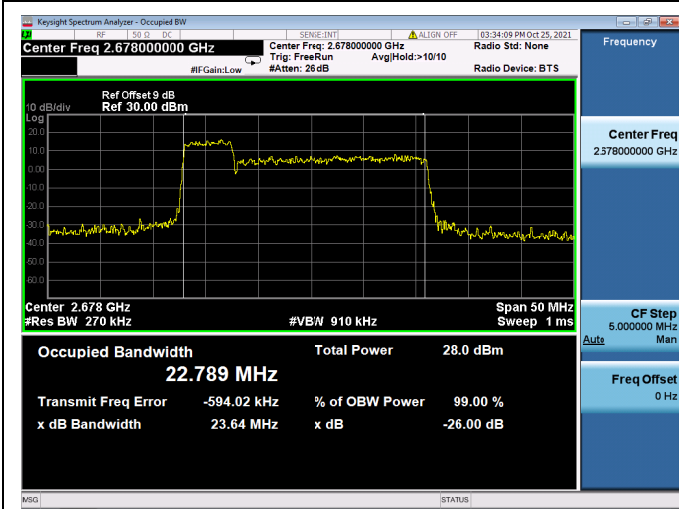 Keysight Spectrum Analyzer - Occupied BW
RF 50 Ω DC SENSE:INT ALIGN OFF 03:34:09 PM Oct 25, 2021
Center Freq 2.678000000 GHz
Center Freq: 2.678000000 GHz
Radio Std: None
Trig: FreeRun Avg|Hold:>10/10
#IFGain:Low
#Atten: 26 dB
Radio Device: BTS
Ref Offset 9 dB
10 dB/div Ref 30.00 dBm
Log
20.0
10.0
0.00
-10.0
-20.0
-30.0
-40.0
-50.0
-60.0
Center 2.678 GHz Span 50 MHz
#Res BW 270 kHz #VBW 910 kHz Sweep 1 ms
Occupied Bandwidth Total Power 28.0 dBm
22.789 MHz
Transmit Freq Error -594.02 kHz % of OBW Power 99.00 %
x dB Bandwidth 23.64 MHz x dB -26.00 dB
MSG STATUS
Frequency
Center Freq
2.678000000 GHz
CF Step
5.000000 MHz
Auto Man
Freq Offset
0 Hz